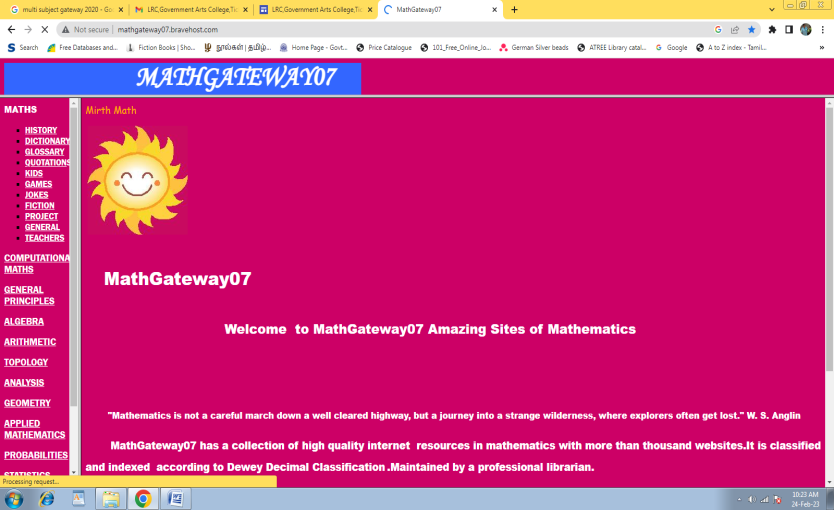 multi subject gateway 2020 - Go
LRC,Government Arts College,Tic
LRC,Government Arts College,Tic
MathGateway07
Not secure | mathgateway07.bravehost.com
Search
Free Databases and...
Fiction Books | Sho...
நூல்கள் | தமிழ்...
Home Page - Govt...
Price Catalogue
101_Free_Online_Jo...
German Silver beads
ATREE Library catal...
Google
A to Z index - Tamil...
MATHGATEWAY07
MATHS
HISTORY
DICTIONARY
GLOSSARY
QUOTATIONS
KIDS
GAMES
JOKES
FICTION
PROJECT
GENERAL
TEACHERS
COMPUTATIONA
MATHS
GENERAL
PRINCIPLES
ALGEBRA
ARITHMETIC
TOPOLOGY
ANALYSIS
GEOMETRY
APPLIED
MATHEMATICS
PROBABILITIES
STATISTICS
Mirth Math
MathGateway07
Welcome to MathGateway07 Amazing Sites of Mathematics
"Mathematics is not a careful march down a well cleared highway, but a journey into a strange wilderness, where explorers often get lost." W. S. Anglin
MathGateway07 has a collection of high quality internet resources in mathematics with more than thousand websites.It is classified
and indexed according to Dewey Decimal Classification .Maintained by a professional librarian.
Processing request...
10:23 AM
24-Feb-23